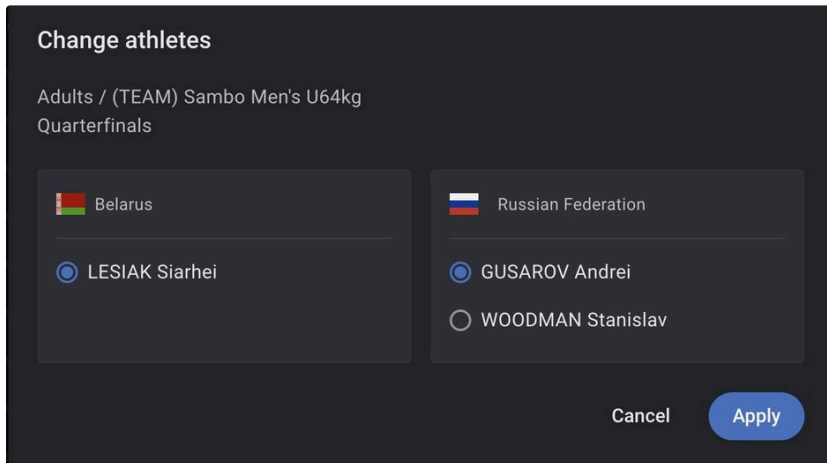 Change athletes
Adults / (TEAM) Sambo Men's U64kg
Quarterfinals
Belarus
LESIAK Siarhei
Russian Federation
GUSAROV Andrei
WOODMAN Stanislav
Cancel
Apply